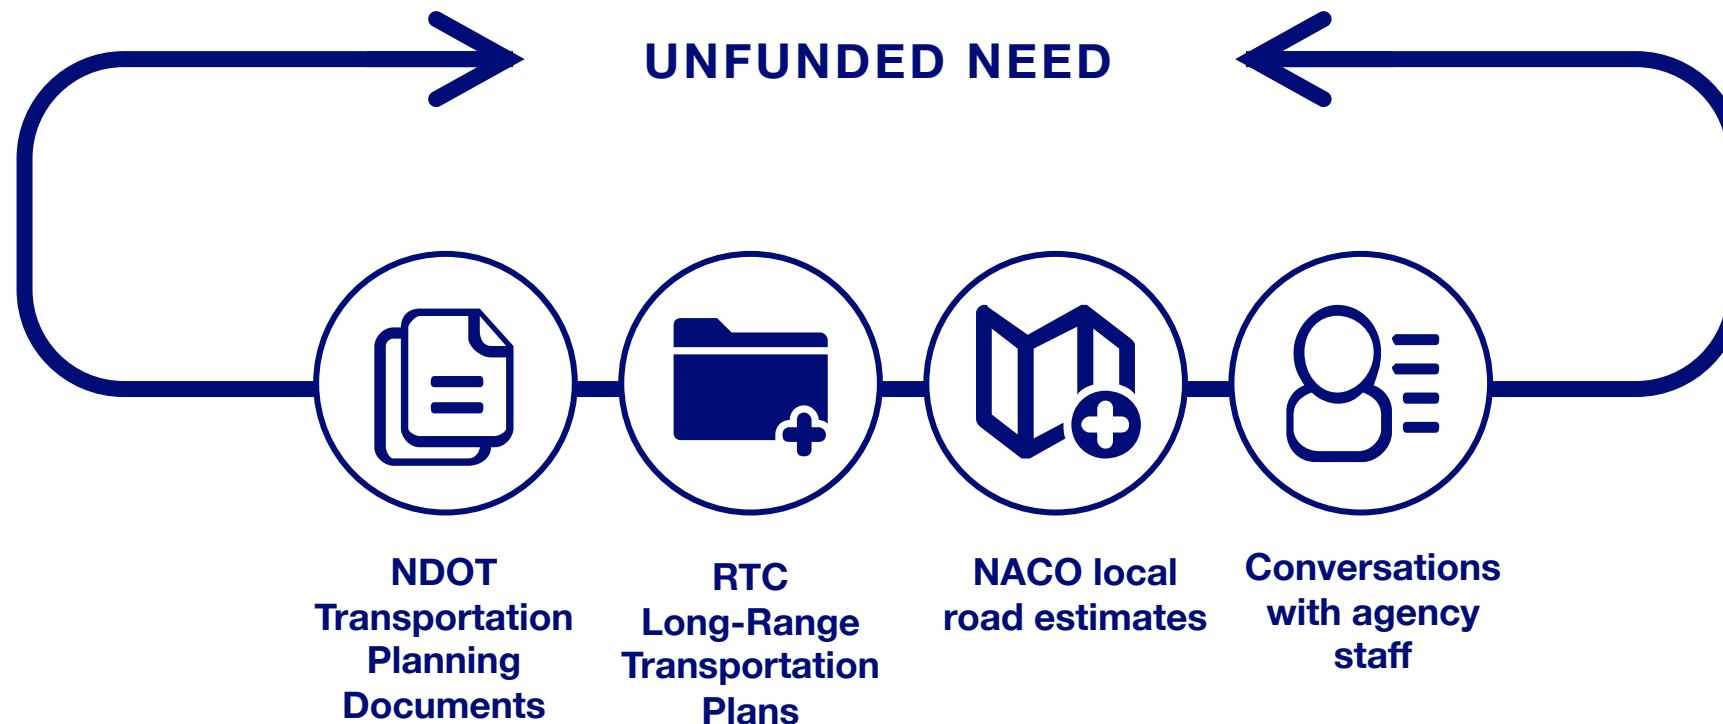 UNFUNDED NEED
NDOT
Transportation
Planning
Documents
RTC
Long-Range
Transportation
Plans
NACO local
road estimates
Conversations
with agency
staff